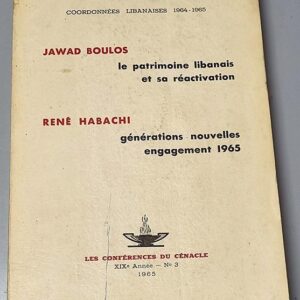 COORDONNÉES LIBANAISES 1964-1965
JAWAD BOULOS
le patrimoine libanais
et sa réactivation
RENÉ HABACHI
générations nouvelles
engagement 1965
LES CONFÉRENCES DU CÉNACLE
XIXe Année — No 3
1965